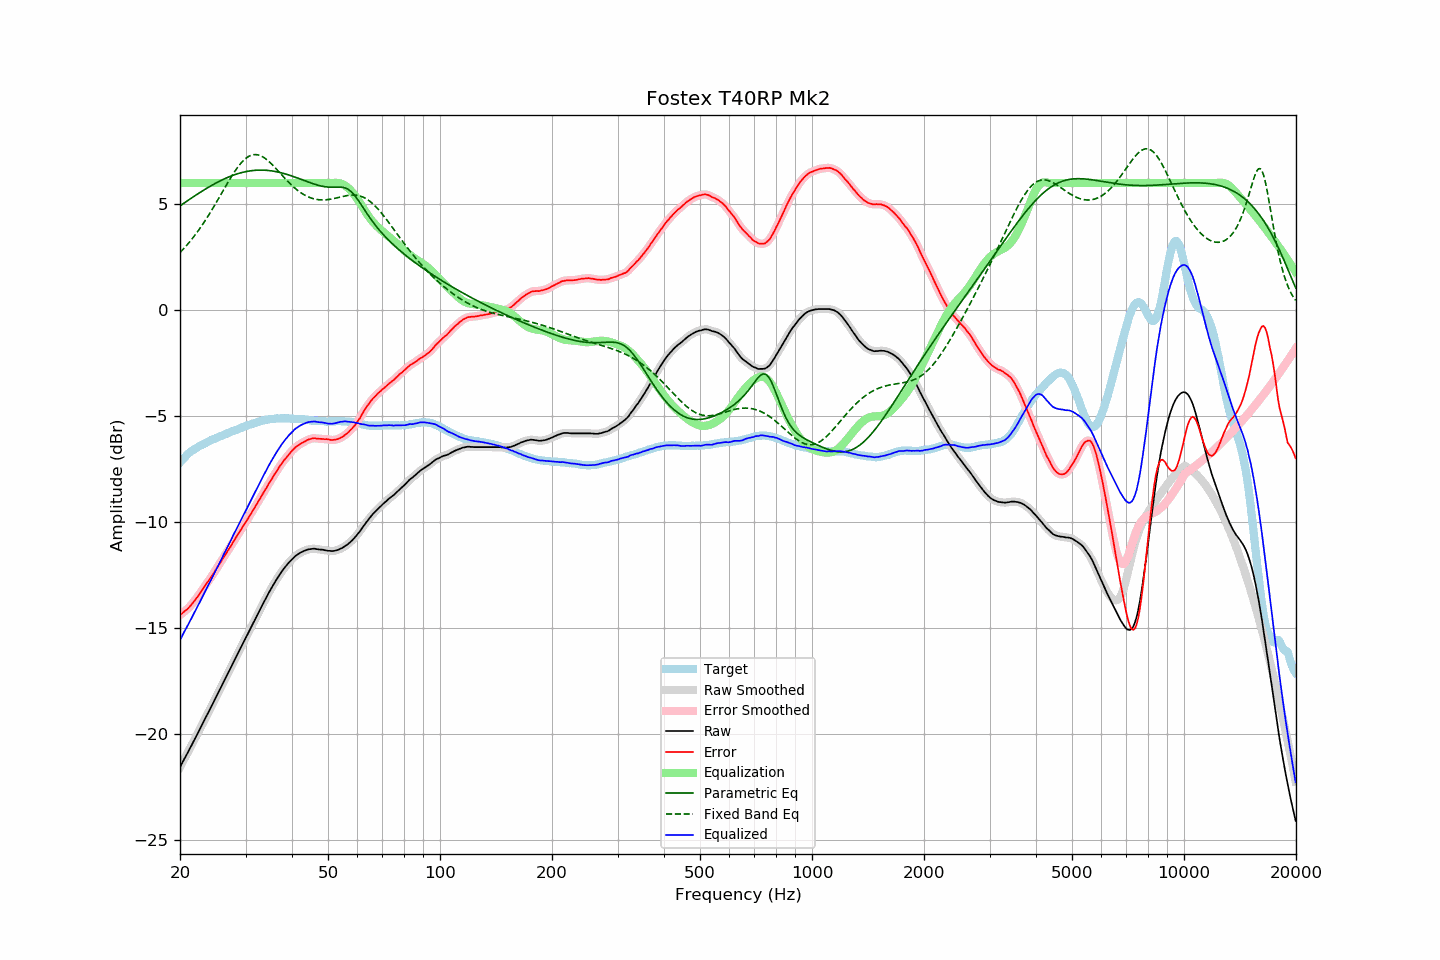 Fostex T40RP Mk2
Amplitude (dBr)
5
0
−5
−10
−15
−20
−25
Target
Raw Smoothed
Error Smoothed
Raw
Error
Equalization
Parametric Eq
Fixed Band Eq
Equalized
20 50 100 200 500 1000 2000 5000 10000 20000
Frequency (Hz)